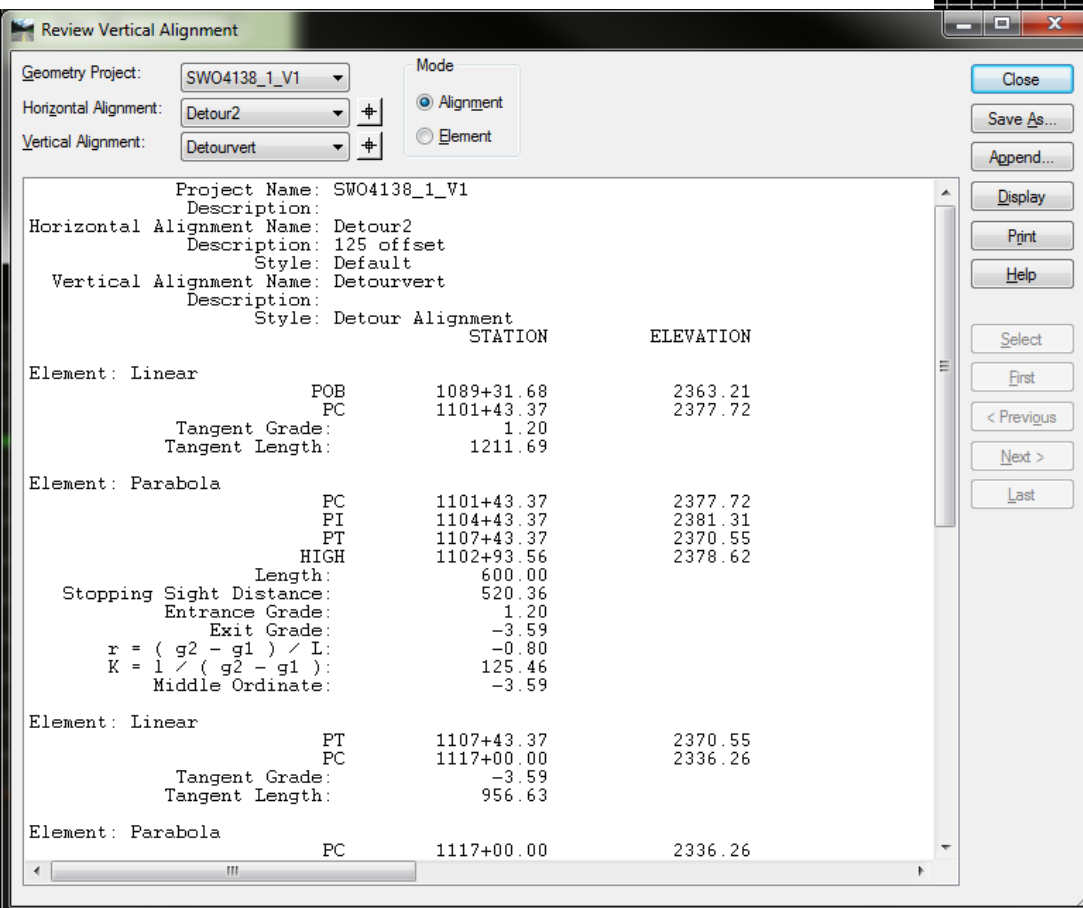 Review Vertical Alignment
Geometry Project: SWO4138_1_V1
Horizontal Alignment: Detour2
Vertical Alignment: Detourvert
Mode
Alignment
Element
Close
Save As...
Append...
Display
Print
Help
Select
First
< Previous
Next >
Last
Project Name: SWO4138_1_V1
Description:
Horizontal Alignment Name: Detour2
Description: 125 offset
Style: Default
Vertical Alignment Name: Detourvert
Description:
Style: Detour Alignment
STATION ELEVATION
Element: Linear
POB 1089+31.68 2363.21
PC 1101+43.37 2377.72
Tangent Grade: 1.20
Tangent Length: 1211.69
Element: Parabola
PC 1101+43.37 2377.72
PI 1104+43.37 2381.31
PT 1107+43.37 2370.55
HIGH 1102+93.56 2378.62
Length: 600.00
Stopping Sight Distance: 520.36
Entrance Grade: 1.20
Exit Grade: -3.59
r = ( g2 - g1 ) / L: -0.80
K = l / ( g2 - g1 ): 125.46
Middle Ordinate: -3.59
Element: Linear
PT 1107+43.37 2370.55
PC 1117+00.00 2336.26
Tangent Grade: -3.59
Tangent Length: 956.63
Element: Parabola
PC 1117+00.00 2336.26